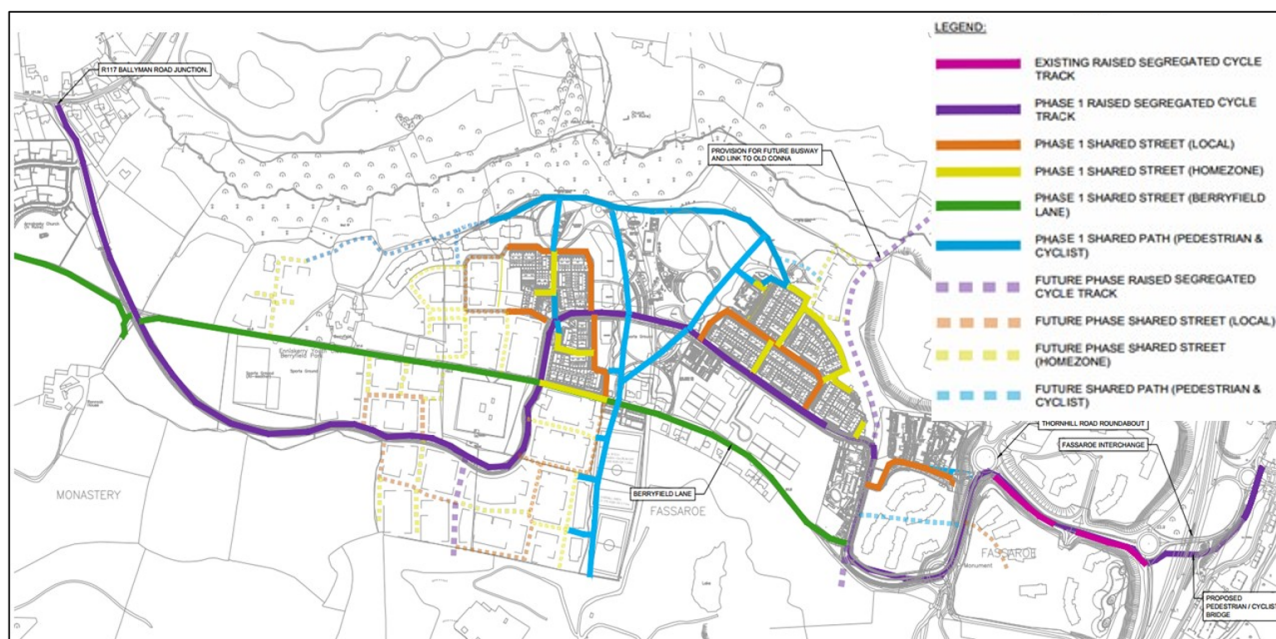 LEGEND:
EXISTING RAISED SEGREGATED CYCLE
TRACK
PHASE 1 RAISED SEGREGATED CYCLE
TRACK
PHASE 1 SHARED STREET (LOCAL)
PHASE 1 SHARED STREET (HOMEZONE)
PHASE 1 SHARED STREET (BERRYFIELD
LANE)
PHASE 1 SHARED PATH (PEDESTRIAN &
CYCLIST)
FUTURE PHASE RAISED SEGREGATED
CYCLE TRACK
FUTURE PHASE SHARED STREET (LOCAL)
FUTURE PHASE SHARED STREET
(HOMEZONE)
FUTURE SHARED PATH (PEDESTRIAN &
CYCLIST)
R117 BALLYMAN ROAD JUNCTION.
PROVISION FOR FUTURE BUSWAY
AND LINK TO OLD CONNA
THORNHILL ROAD ROUNDABOUT
FASSAROE INTERCHANGE
BERRYFIELD LANE
MONASTERY
FASSAROE
FASSAROE
Monument
Lake
PROPOSED
PEDESTRIAN / CYCLIST
BRIDGE